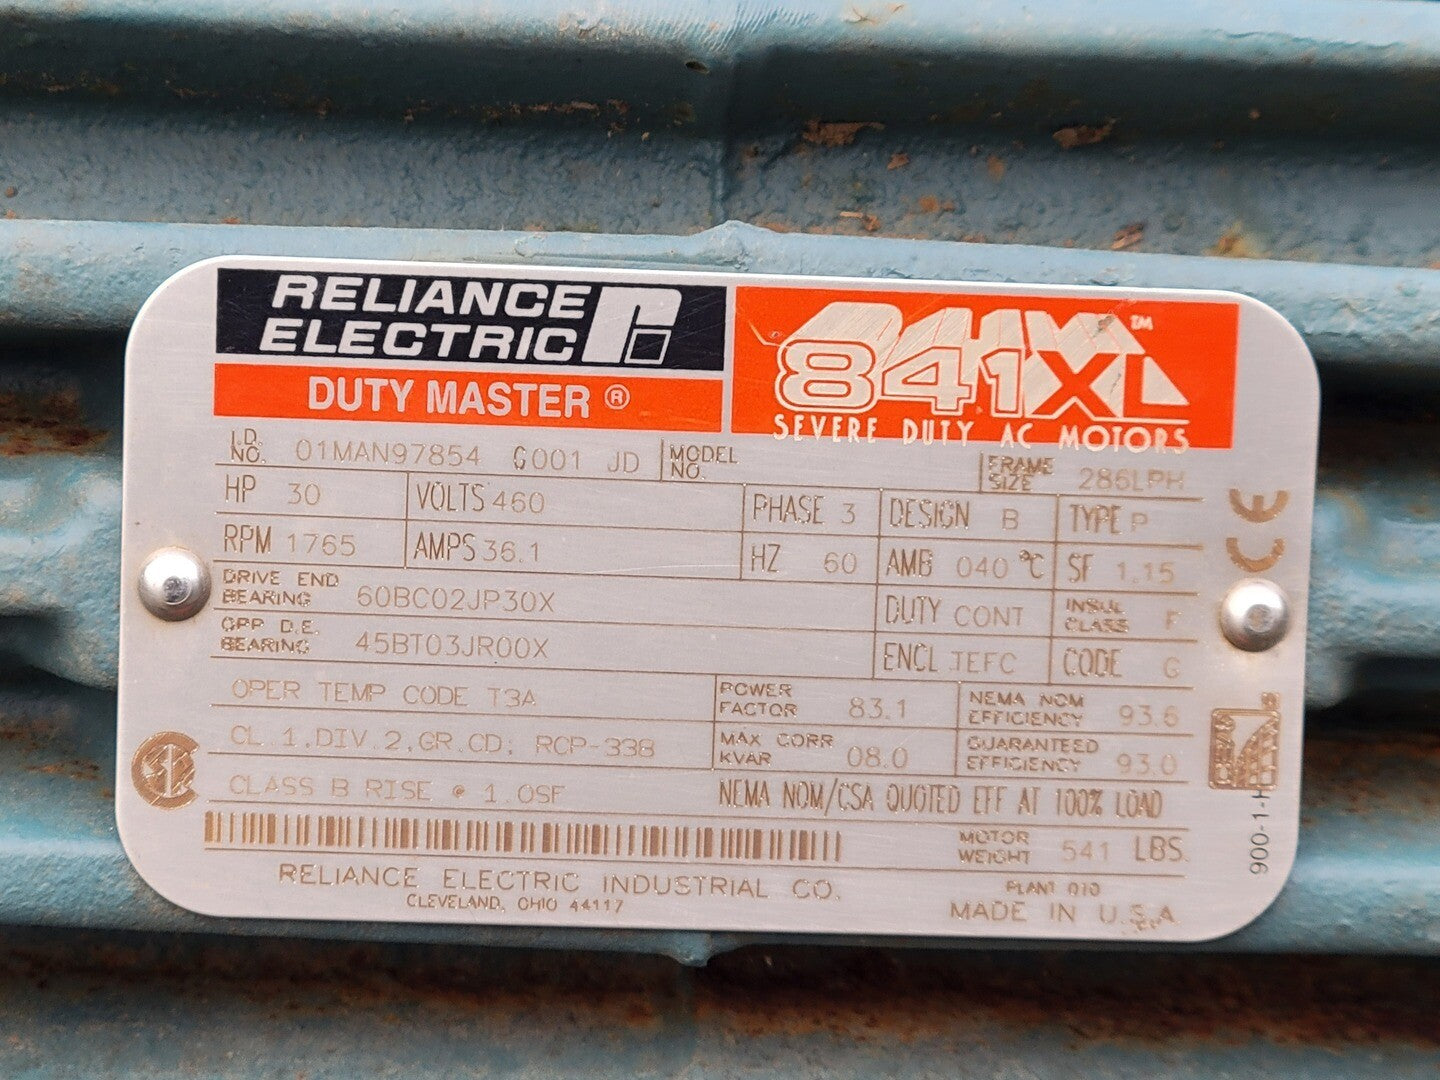 RELIANCE
ELECTRIC
DUTY MASTER ®
841XL ™
SEVERE DUTY AC MOTORS
I.D. NO. 01MAN97854 G001 JD MODEL NO. FRAME SIZE 286LPH
HP 30 VOLTS 460 PHASE 3 DESIGN B TYPE P
RPM 1765 AMPS 36.1 HZ 60 AMB 040 °C SF 1.15
DRIVE END BEARING 60BC02JP30X DUTY CONT INSUL CLASS F
OPP D.E. BEARING 45BT03JR00X ENCL TEFC CODE G
OPER TEMP CODE T3A POWER FACTOR 83.1 NEMA NOM EFFICIENCY 93.6
CL.1,DIV.2,GR.CD; RCP-338 MAX CORR KVAR 08.0 GUARANTEED EFFICIENCY 93.0
CLASS B RISE @ 1.0SF NEMA NOM/CSA QUOTED EFF AT 100% LOAD
MOTOR WEIGHT 541 LBS.
RELIANCE ELECTRIC INDUSTRIAL CO. PLANT 010
CLEVELAND, OHIO 44117 MADE IN U.S.A
CE
900-1-H